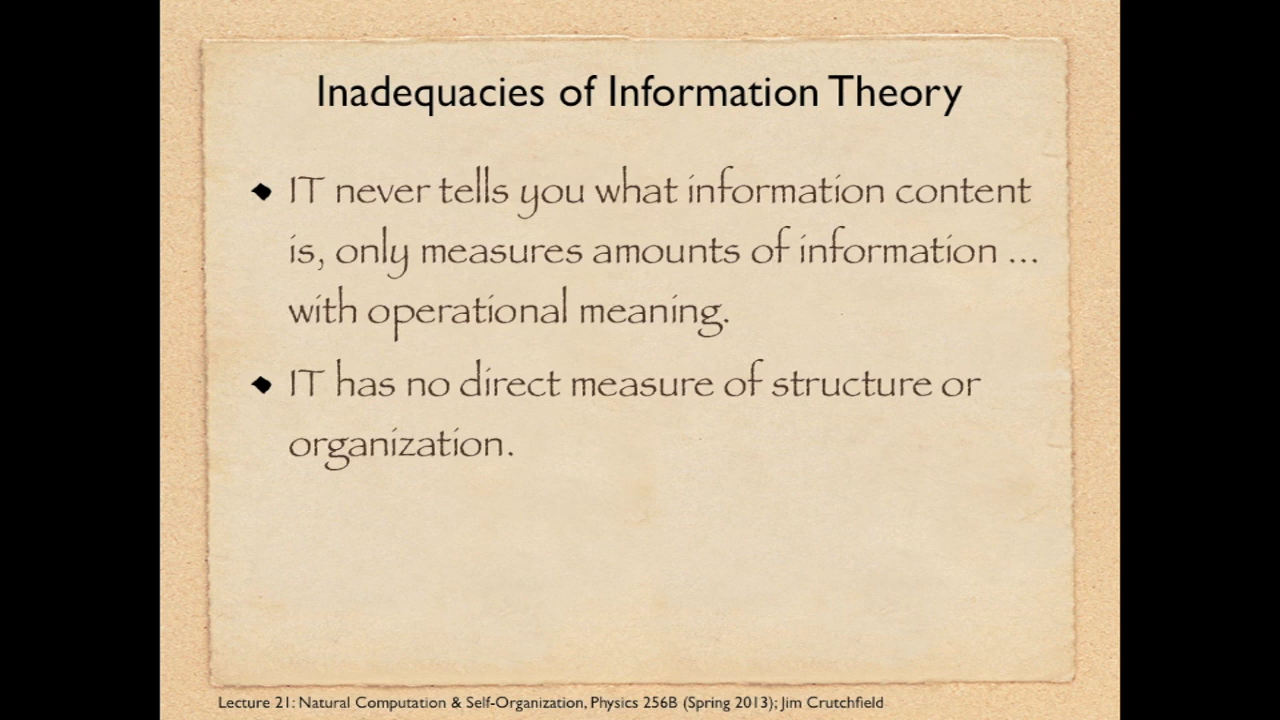 Inadequacies of Information Theory
IT never tells you what information content
is, only measures amounts of information ...
with operational meaning.
IT has no direct measure of structure or
organization.
Lecture 21: Natural Computation & Self-Organization, Physics 256B (Spring 2013); Jim Crutchfield